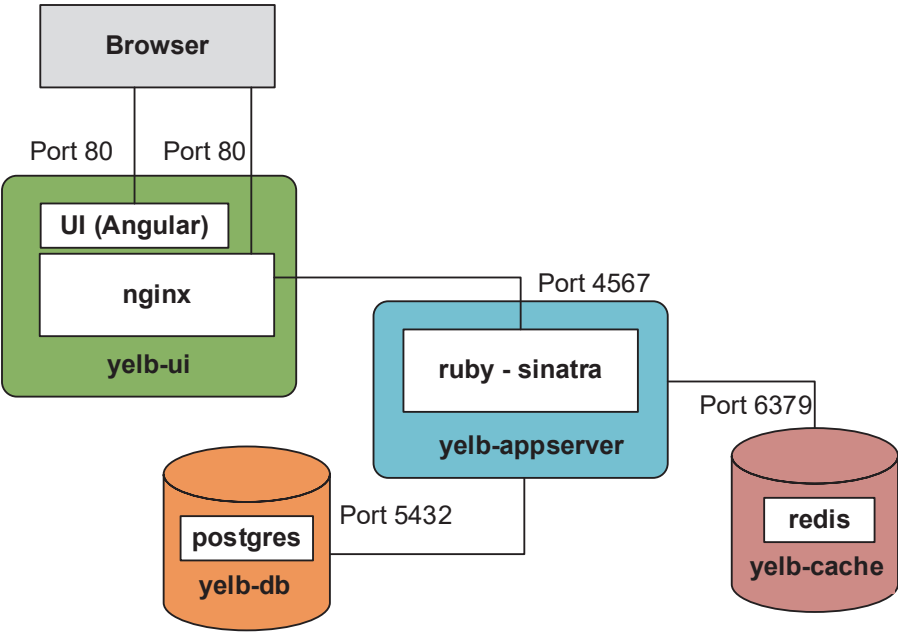 Browser
Port 80
Port 80
UI (Angular)
nginx
yelb-ui
Port 4567
ruby - sinatra
yelb-appserver
Port 6379
redis
yelb-cache
Port 5432
postgres
yelb-db